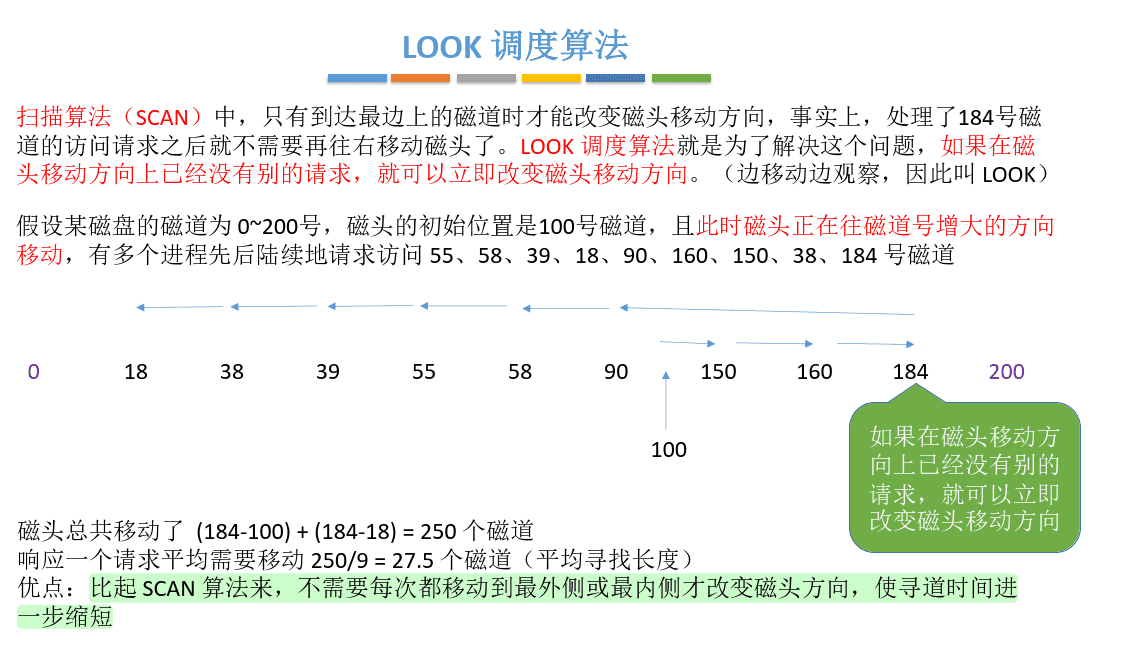 LOOK 调度算法
扫描算法（SCAN）中，只有到达最边上的磁道时才能改变磁头移动方向，事实上，处理了184号磁
道的访问请求之后就不需要再往右移动磁头了。LOOK 调度算法就是为了解决这个问题，如果在磁
头移动方向上已经没有别的请求，就可以立即改变磁头移动方向。（边移动边观察，因此叫 LOOK）
假设某磁盘的磁道为 0~200号，磁头的初始位置是100号磁道，且此时磁头正在往磁道号增大的方向
移动，有多个进程先后陆续地请求访问 55、58、39、18、90、160、150、38、184 号磁道
0 18 38 39 55 58 90 150 160 184 200
100
如果在磁头移动方
向上已经没有别的
请求，就可以立即
改变磁头移动方向
磁头总共移动了 (184-100) + (184-18) = 250 个磁道
响应一个请求平均需要移动 250/9 = 27.5 个磁道（平均寻找长度）
优点：比起 SCAN 算法来，不需要每次都移动到最外侧或最内侧才改变磁头方向，使寻道时间进
一步缩短